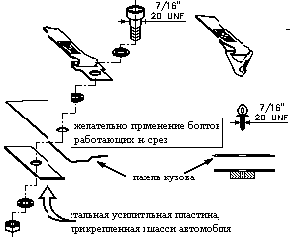 7/16"
20 UNF
7/16"
20 UNF
желательно применение болтов
работающих н срез
панель кузова
тальная усилительная пластина,
прикрепленная шасси автомобиля